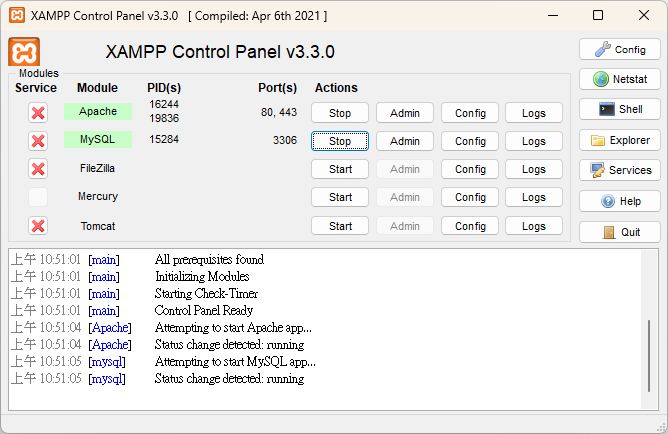 XAMPP Control Panel v3.3.0 [ Compiled: Apr 6th 2021 ]
XAMPP Control Panel v3.3.0
Config
Modules
Service Module PID(s) Port(s) Actions
Netstat
Apache 16244 19836 80, 443 Stop Admin Config Logs
Shell
MySQL 15284 3306 Stop Admin Config Logs
Explorer
FileZilla Start Admin Config Logs
Services
Mercury Start Admin Config Logs
Help
Tomcat Start Admin Config Logs
Quit
上午 10:51:01 [main] All prerequisites found
上午 10:51:01 [main] Initializing Modules
上午 10:51:01 [main] Starting Check-Timer
上午 10:51:01 [main] Control Panel Ready
上午 10:51:04 [Apache] Attempting to start Apache app...
上午 10:51:04 [Apache] Status change detected: running
上午 10:51:05 [mysql] Attempting to start MySQL app...
上午 10:51:05 [mysql] Status change detected: running